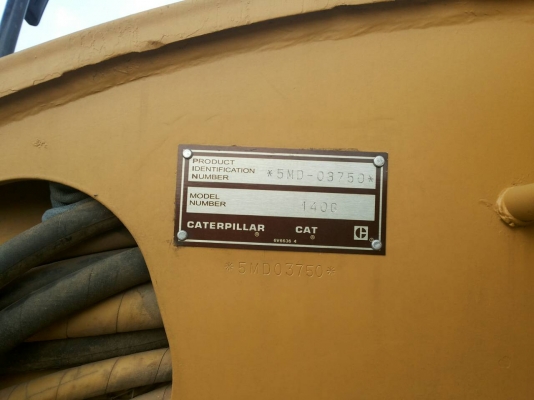 PRODUCT
IDENTIFICATION
NUMBER *5MD-03750*
MODEL
NUMBER 140G
CATERPILLAR ® CAT ® C
*5MD03750*